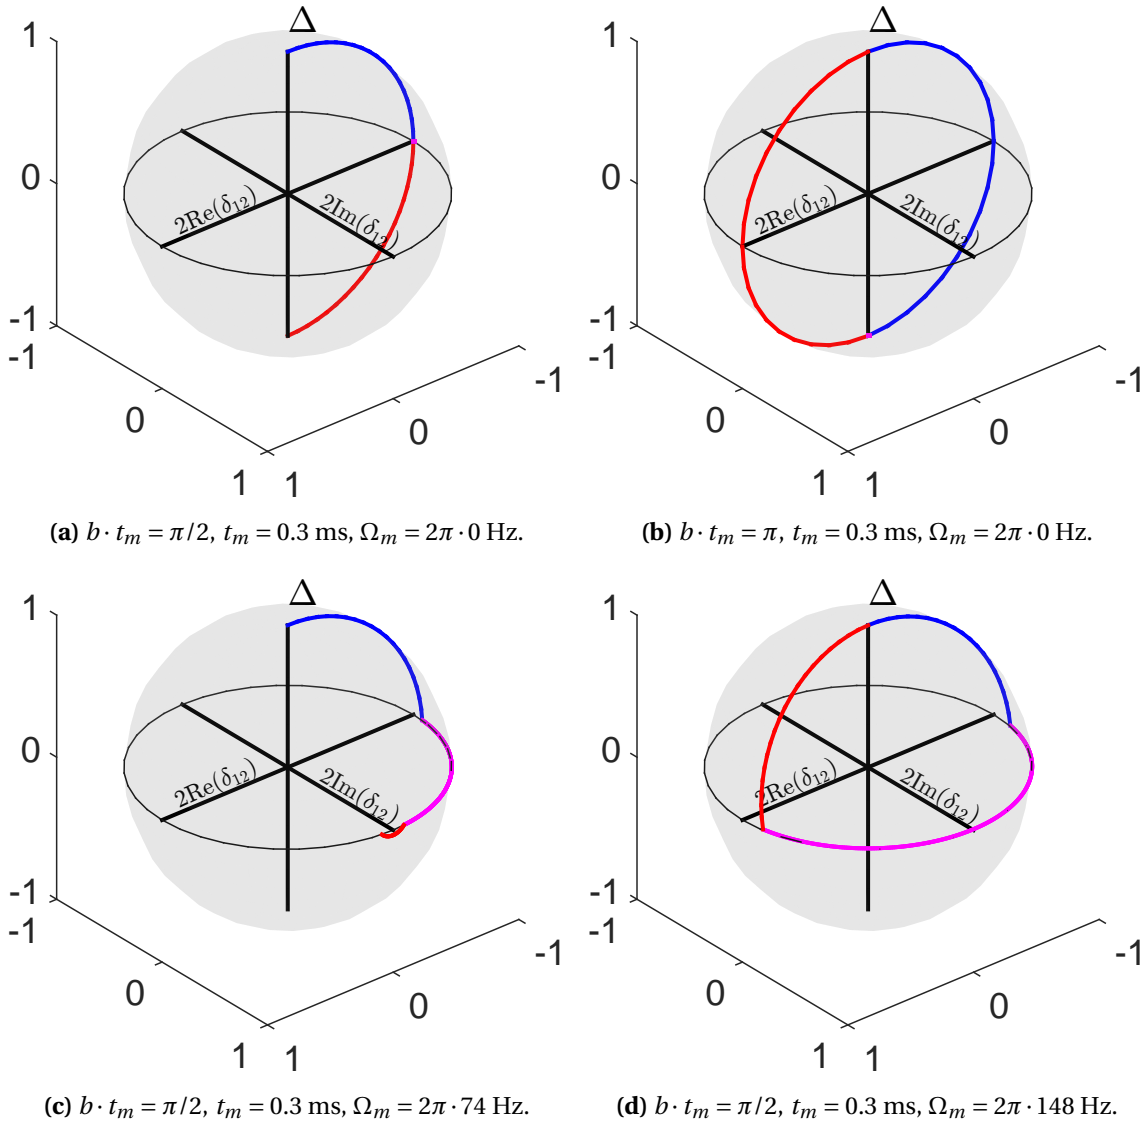 Δ
1
0
-1
-1
0
1
1
0
-1
2Re(δ₁₂)
2Im(δ₁₂)
Δ
1
0
-1
-1
0
1
1
0
-1
2Re(δ₁₂)
2Im(δ₁₂)
(a) b · tₘ = π/2, tₘ = 0.3 ms, Ωₘ = 2π · 0 Hz.
(b) b · tₘ = π, tₘ = 0.3 ms, Ωₘ = 2π · 0 Hz.
Δ
1
0
-1
-1
0
1
1
0
-1
2Re(δ₁₂)
2Im(δ₁₂)
Δ
1
0
-1
-1
0
1
1
0
-1
2Re(δ₁₂)
2Im(δ₁₂)
(c) b · tₘ = π/2, tₘ = 0.3 ms, Ωₘ = 2π · 74 Hz.
(d) b · tₘ = π/2, tₘ = 0.3 ms, Ωₘ = 2π · 148 Hz.